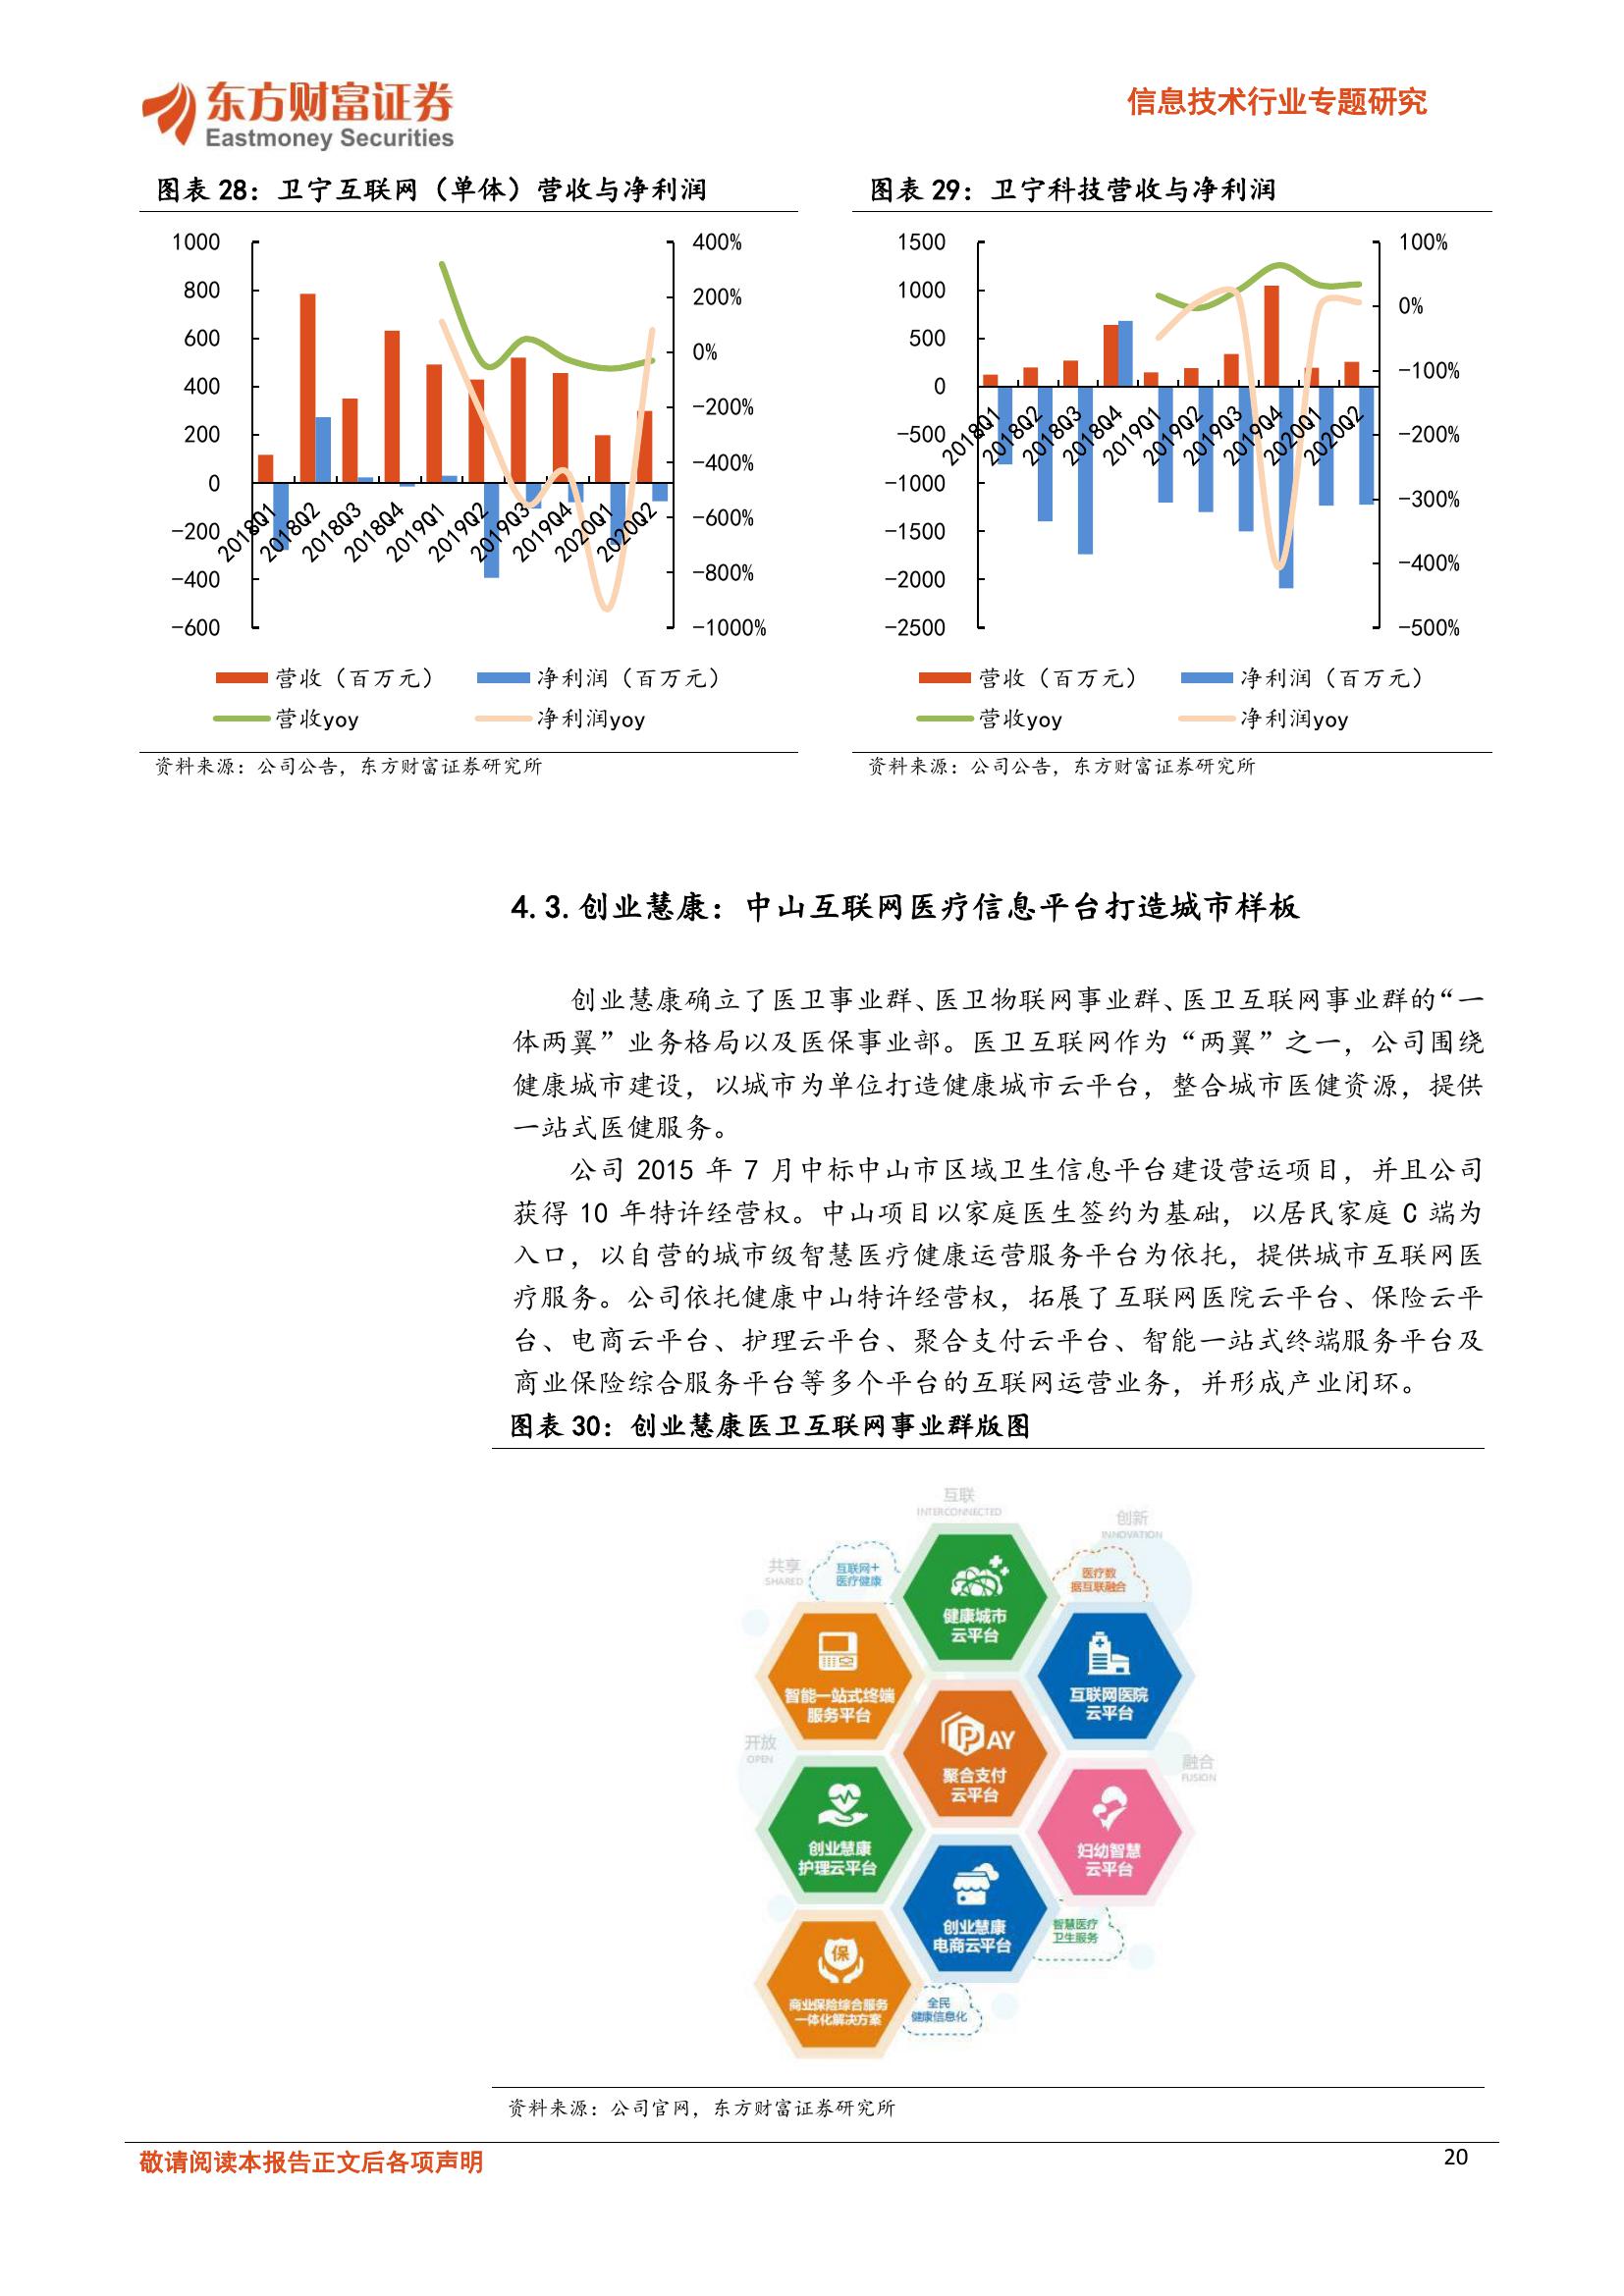 东方财富证券
Eastmoney Securities
信息技术行业专题研究
图表 28：卫宁互联网（单体）营收与净利润
1000
800
600
400
200
0
-200
-400
-600
400%
200%
0%
-200%
-400%
-600%
-800%
-1000%
2018Q1
2018Q2
2018Q3
2018Q4
2019Q1
2019Q2
2019Q3
2019Q4
2020Q1
2020Q2
营收（百万元）
净利润（百万元）
营收yoy
净利润yoy
资料来源：公司公告，东方财富证券研究所
图表 29：卫宁科技营收与净利润
1500
1000
500
0
-500
-1000
-1500
-2000
-2500
100%
0%
-100%
-200%
-300%
-400%
-500%
2018Q1
2018Q2
2018Q3
2018Q4
2019Q1
2019Q2
2019Q3
2019Q4
2020Q1
2020Q2
营收（百万元）
净利润（百万元）
营收yoy
净利润yoy
资料来源：公司公告，东方财富证券研究所
4.3.创业慧康：中山互联网医疗信息平台打造城市样板
创业慧康确立了医卫事业群、医卫物联网事业群、医卫互联网事业群的“一
体两翼”业务格局以及医保事业部。医卫互联网作为“两翼”之一，公司围绕
健康城市建设，以城市为单位打造健康城市云平台，整合城市医健资源，提供
一站式医健服务。
公司 2015 年 7 月中标中山市区域卫生信息平台建设营运项目，并且公司
获得 10 年特许经营权。中山项目以家庭医生签约为基础，以居民家庭 C 端为
入口，以自营的城市级智慧医疗健康运营服务平台为依托，提供城市互联网医
疗服务。公司依托健康中山特许经营权，拓展了互联网医院云平台、保险云平
台、电商云平台、护理云平台、聚合支付云平台、智能一站式终端服务平台及
商业保险综合服务平台等多个平台的互联网运营业务，并形成产业闭环。
图表 30：创业慧康医卫互联网事业群版图
互联
INTERCONNECTED
创新
INNOVATION
共享
SHARED
互联网+
医疗健康
医疗数
据互联融合
健康城市
云平台
智能一站式终端
服务平台
互联网医院
云平台
PAY
聚合支付
云平台
开放
OPEN
融合
FUSION
创业慧康
护理云平台
妇幼智慧
云平台
创业慧康
电商云平台
智慧医疗
卫生服务
保
商业保险综合服务
一体化解决方案
全民
健康信息化
资料来源：公司官网，东方财富证券研究所
敬请阅读本报告正文后各项声明
20